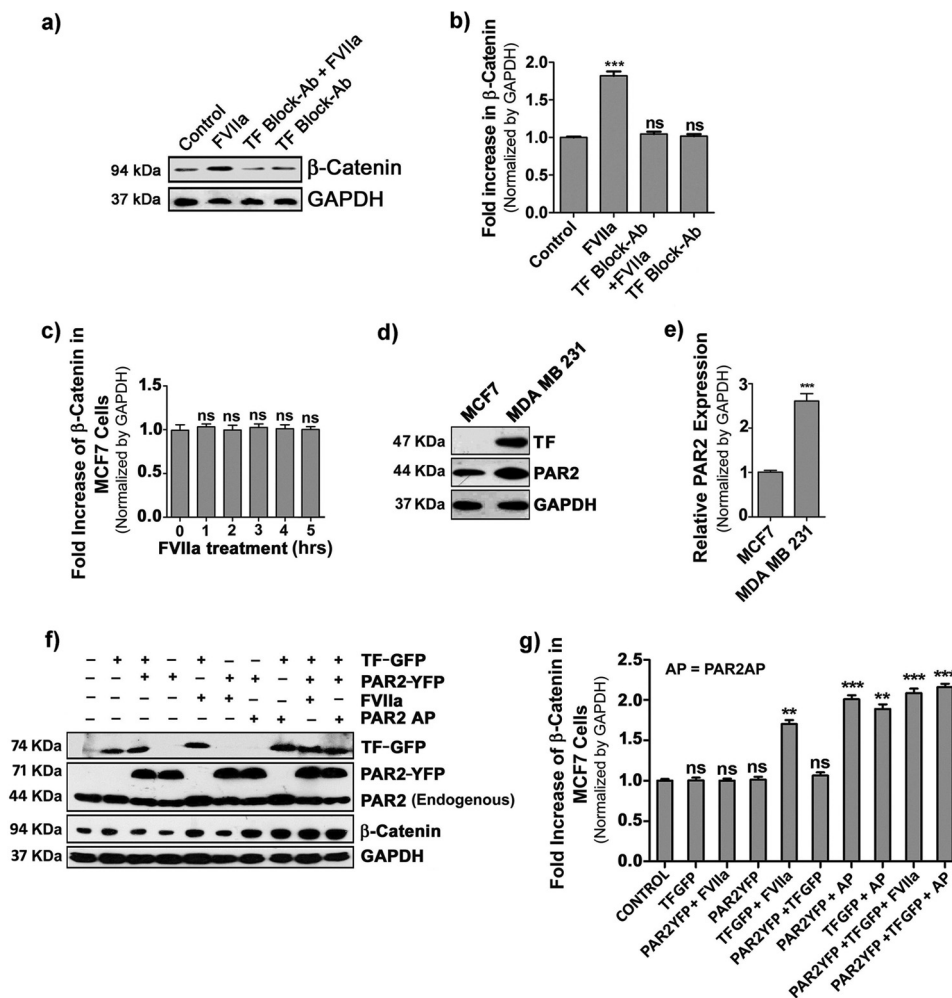 a)
Control
FVIIa
TF Block-Ab + FVIIa
TF Block-Ab
94 kDa
β-Catenin
37 kDa
GAPDH
b)
Fold increase in β-Catenin
(Normalized by GAPDH)
2.0
1.5
1.0
0.5
0.0
***
ns
ns
Control
FVIIa
TF Block-Ab
+FVIIa
TF Block-Ab
c)
Fold Increase of β-Catenin in
MCF7 Cells
(Normalized by GAPDH)
1.5
1.0
0.5
0.0
ns ns ns ns ns
0 1 2 3 4 5
FVIIa treatment (hrs)
d)
MCF7
MDA MB 231
47 KDa
TF
44 KDa
PAR2
37 KDa
GAPDH
e)
Relative PAR2 Expression
(Normalized by GAPDH)
3
2
1
0
***
MCF7
MDA MB 231
f)
– + + – + – – + + + TF-GFP
– – + + – + + – + + PAR2-YFP
– – – – + + – – + – FVIIa
– – – – – – + + – + PAR2 AP
74 KDa
TF-GFP
71 KDa
PAR2-YFP
44 KDa
PAR2 (Endogenous)
94 KDa
β-Catenin
37 KDa
GAPDH
g)
Fold Increase of β-Catenin in
MCF7 Cells
(Normalized by GAPDH)
2.5
2.0
1.5
1.0
0.5
0.0
AP = PAR2AP
ns ns ns ** ns *** ** *** ***
CONTROL
TFGFP
PAR2YFP+ FVIIa
PAR2YFP
TFGFP+ FVIIa
PAR2YFP +TFGFP
PAR2YFP + AP
TFGFP + AP
PAR2YFP +TFGFP + FVIIa
PAR2YFP +TFGFP + AP